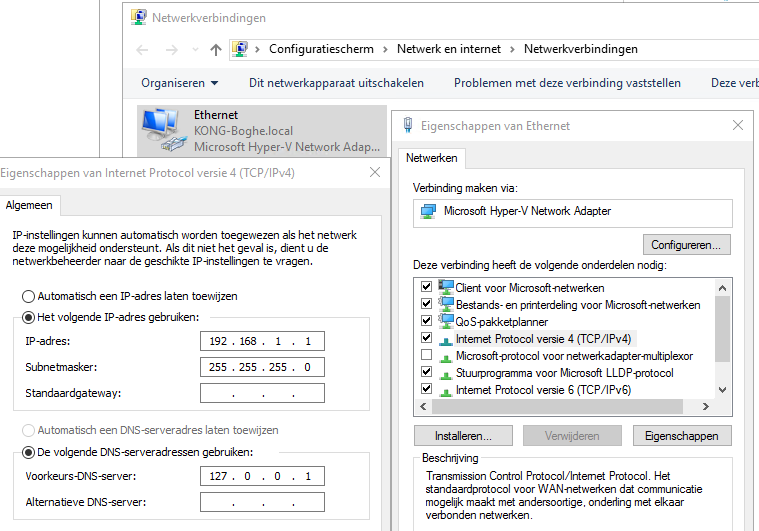 Netwerkverbindingen
Configuratiescherm > Netwerk en internet > Netwerkverbindingen
Organiseren Dit netwerkapparaat uitschakelen Problemen met deze verbinding vaststellen Deze verb
Ethernet
KONG-Boghe.local
Microsoft Hyper-V Network Adap...
Eigenschappen van Internet Protocol versie 4 (TCP/IPv4)
Algemeen
IP-instellingen kunnen automatisch worden toegewezen als het netwerk
deze mogelijkheid ondersteunt. Als dit niet het geval is, dient u de
netwerkbeheerder naar de geschikte IP-instellingen te vragen.
Automatisch een IP-adres laten toewijzen
Het volgende IP-adres gebruiken:
IP-adres: 192 . 168 . 1 . 1
Subnetmasker: 255 . 255 . 255 . 0
Standaardgateway: . . .
Automatisch een DNS-serveradres laten toewijzen
De volgende DNS-serveradressen gebruiken:
Voorkeurs-DNS-server: 127 . 0 . 0 . 1
Alternatieve DNS-server: . . .
Eigenschappen van Ethernet
Netwerken
Verbinding maken via:
Microsoft Hyper-V Network Adapter
Configureren...
Deze verbinding heeft de volgende onderdelen nodig:
Client voor Microsoft-netwerken
Bestands- en printerdeling voor Microsoft-netwerken
QoS-pakketplanner
Internet Protocol versie 4 (TCP/IPv4)
Microsoft-protocol voor netwerkadapter-multiplexor
Stuurprogramma voor Microsoft LLDP-protocol
Internet Protocol versie 6 (TCP/IPv6)
Installeren... Verwijderen Eigenschappen
Beschrijving
Transmission Control Protocol/Internet Protocol. Het
standaardprotocol voor WAN-netwerken dat communicatie
mogelijk maakt met andersoortige, onderling met elkaar
verbonden netwerken.